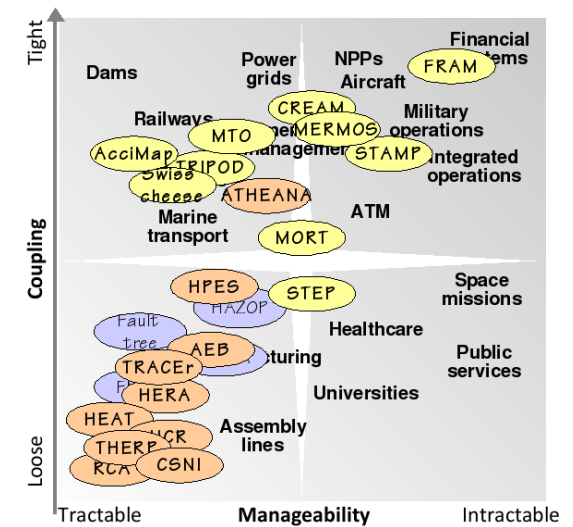 Tight
Financial
tems
FRAM
NPPs
Power
grids
Aircraft
Dams
CREAM
Military
operations
Railways
MTO
MERMOS
AcciMap
TRIPOD
STAMP
Integrated
operations
Swiss
cheese
ATHEANA
ATM
Marine
transport
MORT
Coupling
HPES
STEP
Space
missions
HAZOP
Fault
tree
Healthcare
AEB
cturing
Public
services
TRACEr
HERA
Universities
HEAT
Assembly
lines
THERP
RCA
CSNI
Loose
Tractable
Manageability
Intractable